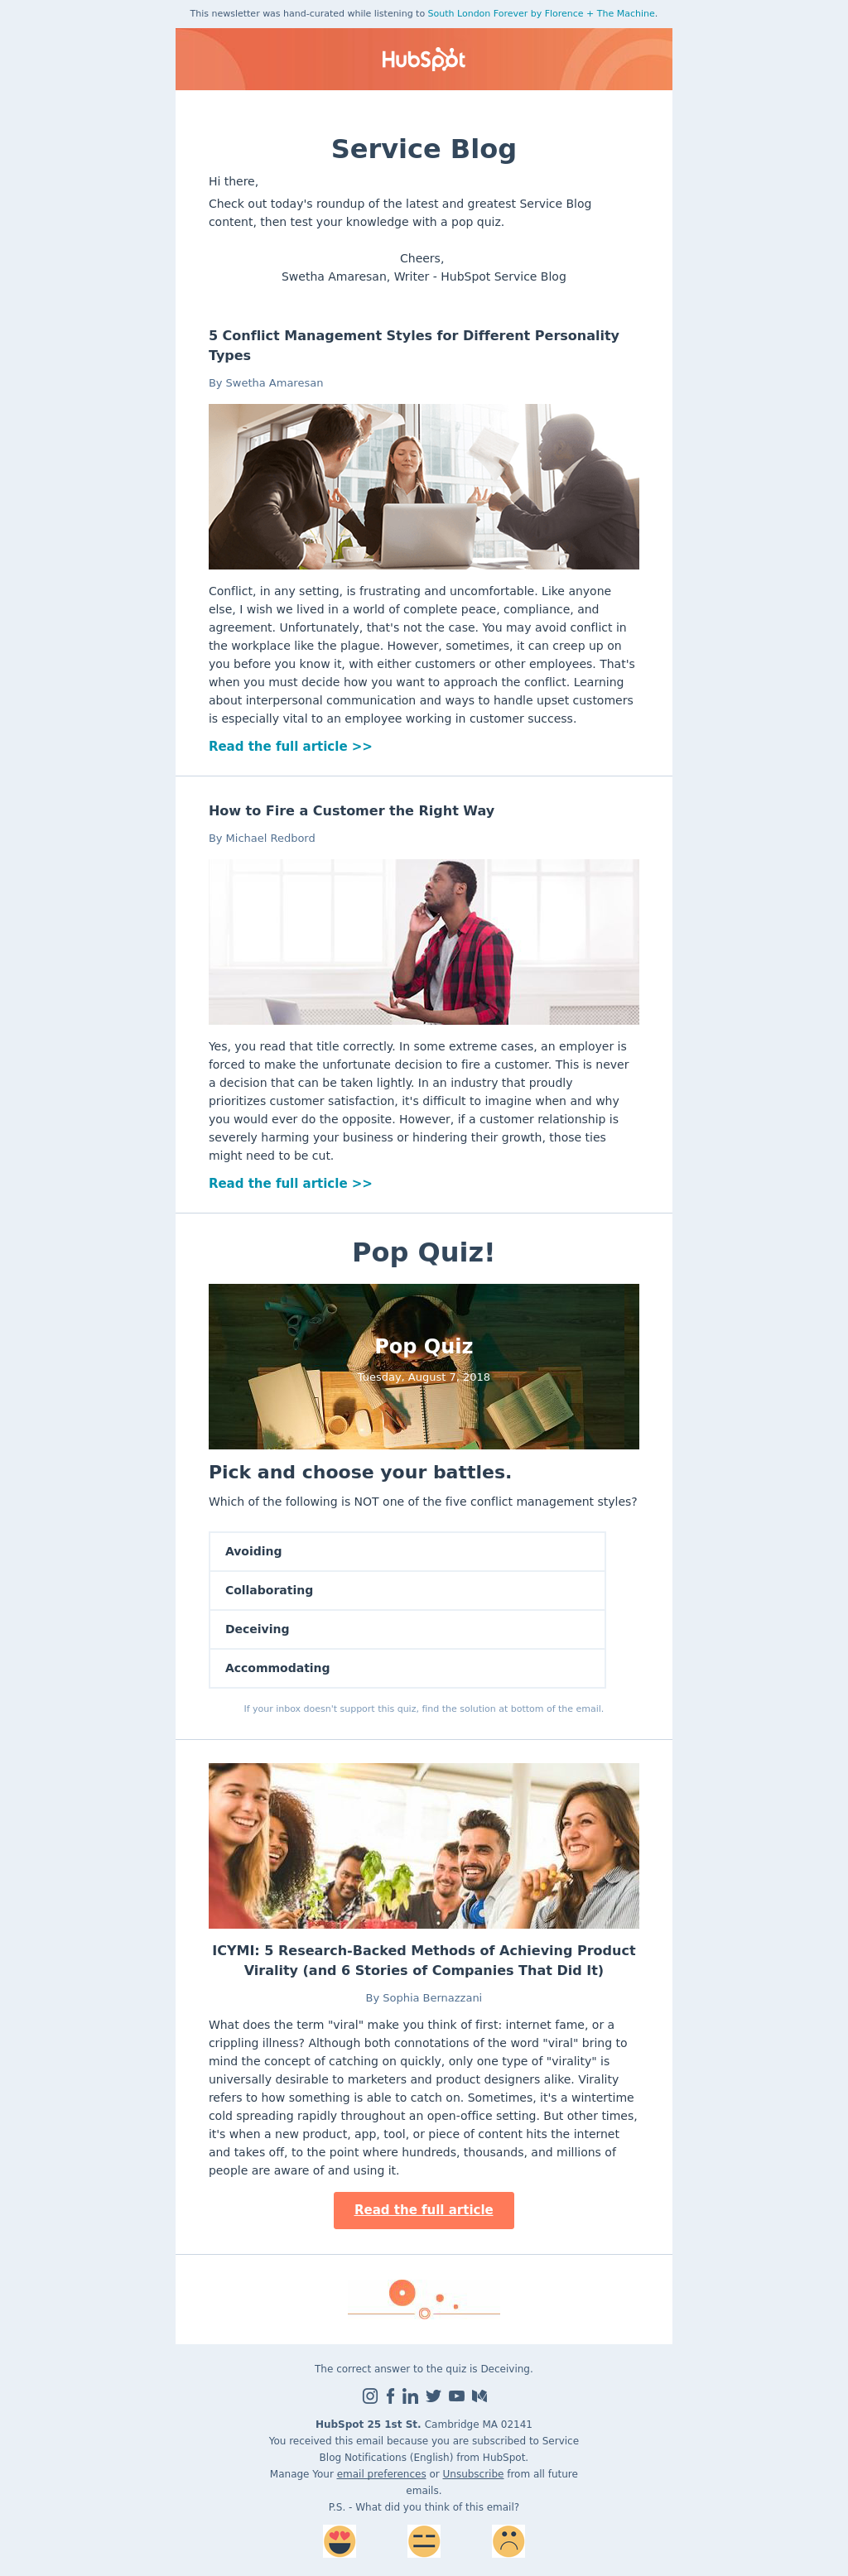 This newsletter was hand-curated while listening to South London Forever by Florence + The Machine.
HubSpot
Service Blog
Hi there,
Check out today's roundup of the latest and greatest Service Blog
content, then test your knowledge with a pop quiz.
Cheers,
Swetha Amaresan, Writer - HubSpot Service Blog
5 Conflict Management Styles for Different Personality
Types
By Swetha Amaresan
Conflict, in any setting, is frustrating and uncomfortable. Like anyone
else, I wish we lived in a world of complete peace, compliance, and
agreement. Unfortunately, that's not the case. You may avoid conflict in
the workplace like the plague. However, sometimes, it can creep up on
you before you know it, with either customers or other employees. That's
when you must decide how you want to approach the conflict. Learning
about interpersonal communication and ways to handle upset customers
is especially vital to an employee working in customer success.
Read the full article >>
How to Fire a Customer the Right Way
By Michael Redbord
Yes, you read that title correctly. In some extreme cases, an employer is
forced to make the unfortunate decision to fire a customer. This is never
a decision that can be taken lightly. In an industry that proudly
prioritizes customer satisfaction, it's difficult to imagine when and why
you would ever do the opposite. However, if a customer relationship is
severely harming your business or hindering their growth, those ties
might need to be cut.
Read the full article >>
Pop Quiz!
Pop Quiz
Tuesday, August 7, 2018
Pick and choose your battles.
Which of the following is NOT one of the five conflict management styles?
Avoiding
Collaborating
Deceiving
Accommodating
If your inbox doesn't support this quiz, find the solution at bottom of the email.
ICYMI: 5 Research-Backed Methods of Achieving Product
Virality (and 6 Stories of Companies That Did It)
By Sophia Bernazzani
What does the term "viral" make you think of first: internet fame, or a
crippling illness? Although both connotations of the word "viral" bring to
mind the concept of catching on quickly, only one type of "virality" is
universally desirable to marketers and product designers alike. Virality
refers to how something is able to catch on. Sometimes, it's a wintertime
cold spreading rapidly throughout an open-office setting. But other times,
it's when a new product, app, tool, or piece of content hits the internet
and takes off, to the point where hundreds, thousands, and millions of
people are aware of and using it.
Read the full article
The correct answer to the quiz is Deceiving.
HubSpot 25 1st St. Cambridge MA 02141
You received this email because you are subscribed to Service
Blog Notifications (English) from HubSpot.
Manage Your email preferences or Unsubscribe from all future
emails.
P.S. - What did you think of this email?